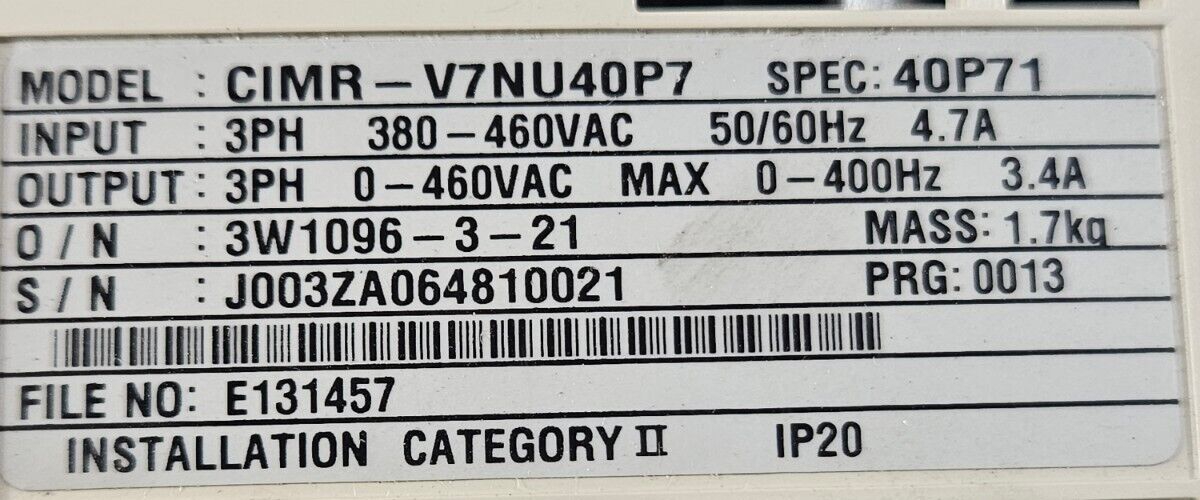 MODEL : CIMR-V7NU40P7 SPEC: 40P71
INPUT : 3PH 380-460VAC 50/60Hz 4.7A
OUTPUT : 3PH 0-460VAC MAX 0-400Hz 3.4A
O / N : 3W1096-3-21 MASS: 1.7kg
S / N : J003ZA064810021 PRG: 0013
FILE NO: E131457
INSTALLATION CATEGORY II IP20